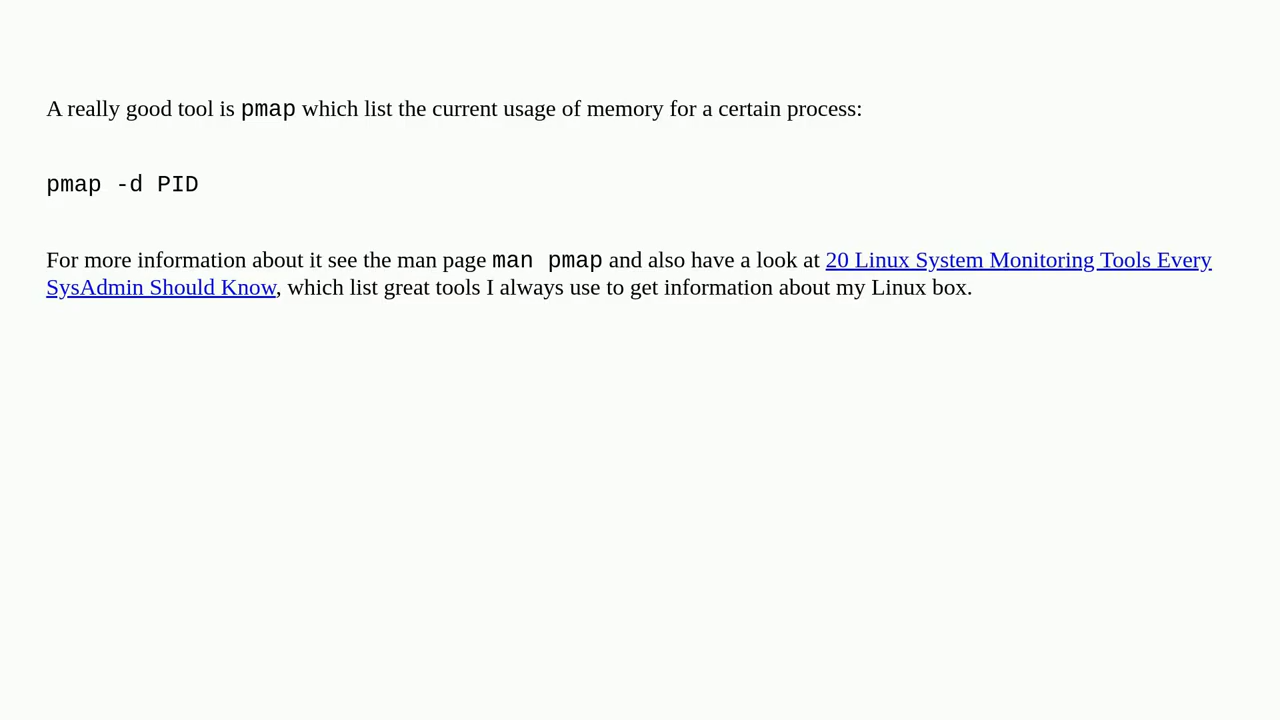 A really good tool is pmap which list the current usage of memory for a certain process:
pmap -d PID
For more information about it see the man page man pmap and also have a look at 20 Linux System Monitoring Tools Every
SysAdmin Should Know, which list great tools I always use to get information about my Linux box.